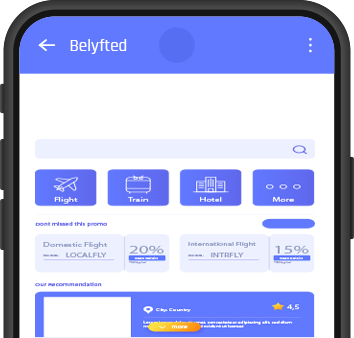 Belyfted
Flight
Train
Hotel
More
Dont missed this promo
Domestic Flight
LOCALFLY
20%
International Flight
INTRFLY
15%
Our Recommendation
City, Country
4,5
more